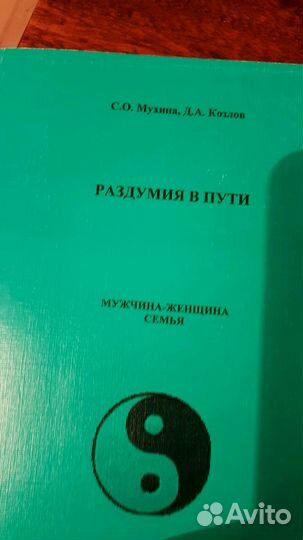 С.О. Мухина, Д.А. Козлов
РАЗДУМИЯ В ПУТИ
МУЖЧИНА-ЖЕНЩИНА
СЕМЬЯ
Avito